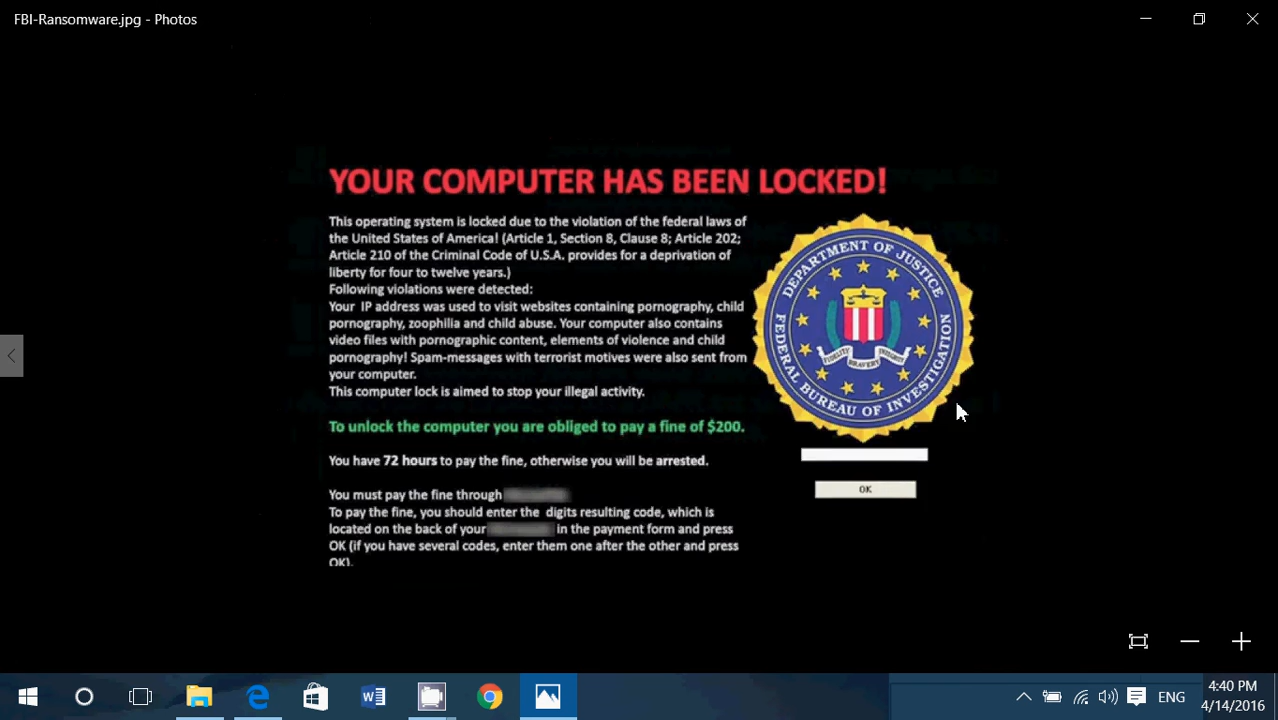 FBI-Ransomware.jpg - Photos
YOUR COMPUTER HAS BEEN LOCKED!
This operating system is locked due to the violation of the federal laws of
the United States of America! (Article 1, Section 8, Clause 8; Article 202;
Article 210 of the Criminal Code of U.S.A. provides for a deprivation of
liberty for four to twelve years.)
Following violations were detected:
Your IP address was used to visit websites containing pornography, child
pornography, zoophilia and child abuse. Your computer also contains
video files with pornographic content, elements of violence and child
pornography! Spam-messages with terrorist motives were also sent from
your computer.
This computer lock is aimed to stop your illegal activity.
To unlock the computer you are obliged to pay a fine of $200.
You have 72 hours to pay the fine, otherwise you will be arrested.
You must pay the fine through
To pay the fine, you should enter the digits resulting code, which is
located on the back of your in the payment form and press
OK (if you have several codes, enter them one after the other and press
OK).
DEPARTMENT OF JUSTICE
FEDERAL BUREAU OF INVESTIGATION
FIDELITY BRAVERY INTEGRITY
OK
ENG
4:40 PM
4/14/2016